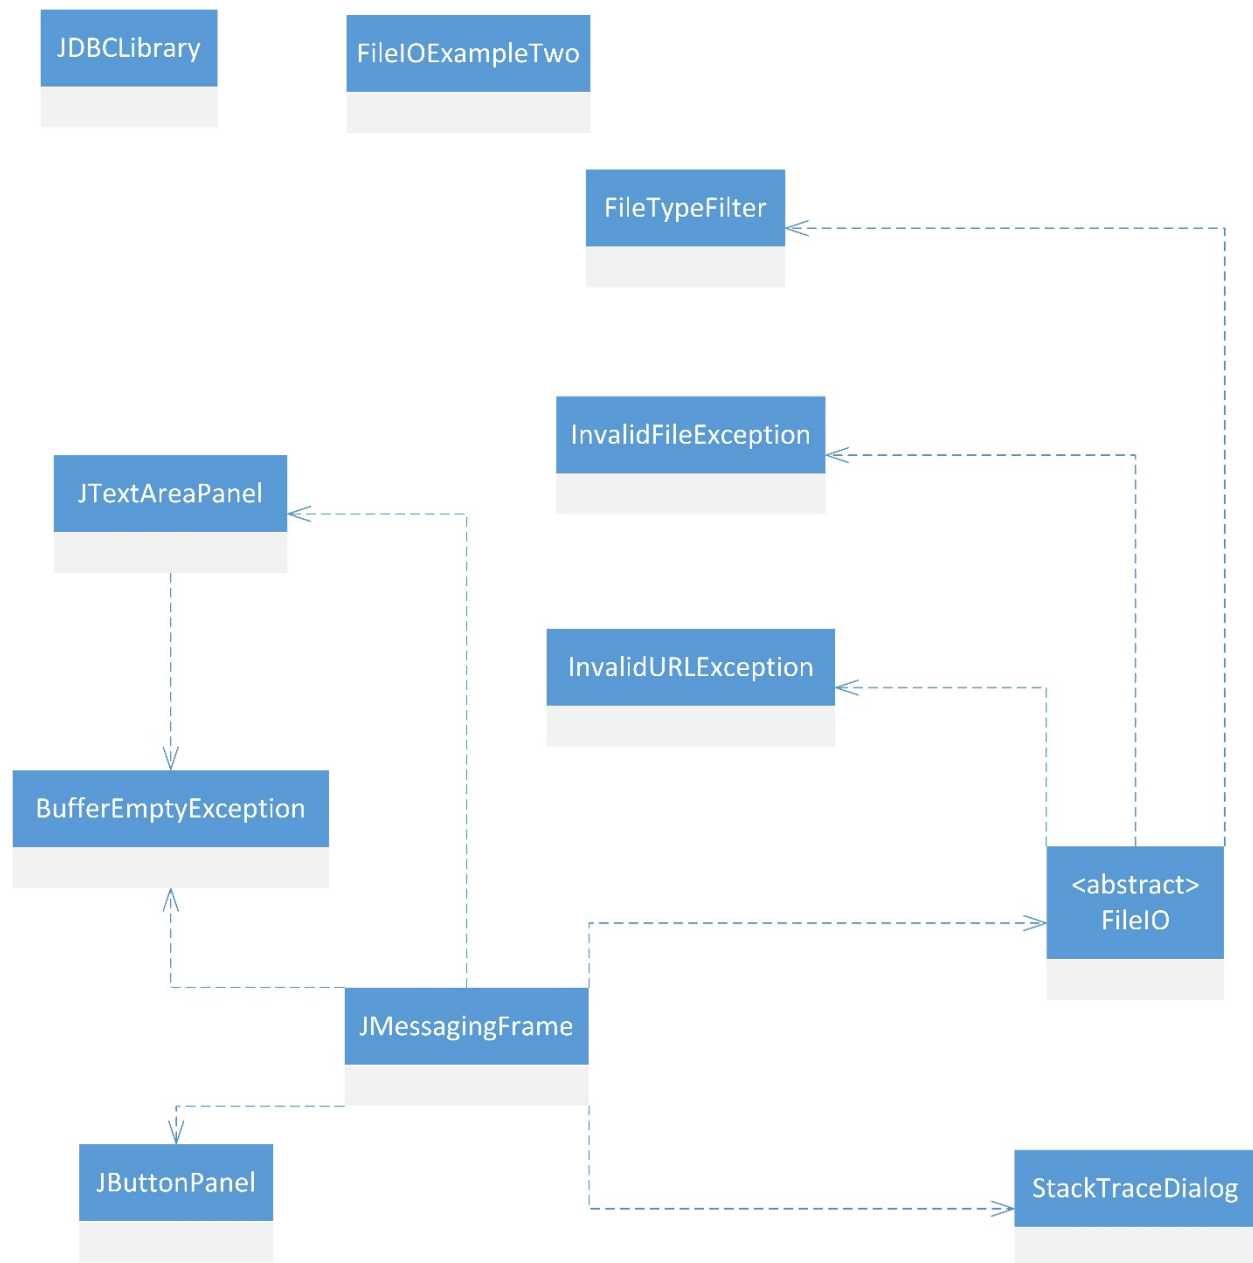 JDBCLibrary
FileIOExampleTwo
FileTypeFilter
InvalidFileException
JTextAreaPanel
InvalidURLException
BufferEmptyException
<abstract>
FileIO
JMessagingFrame
JButtonPanel
StackTraceDialog